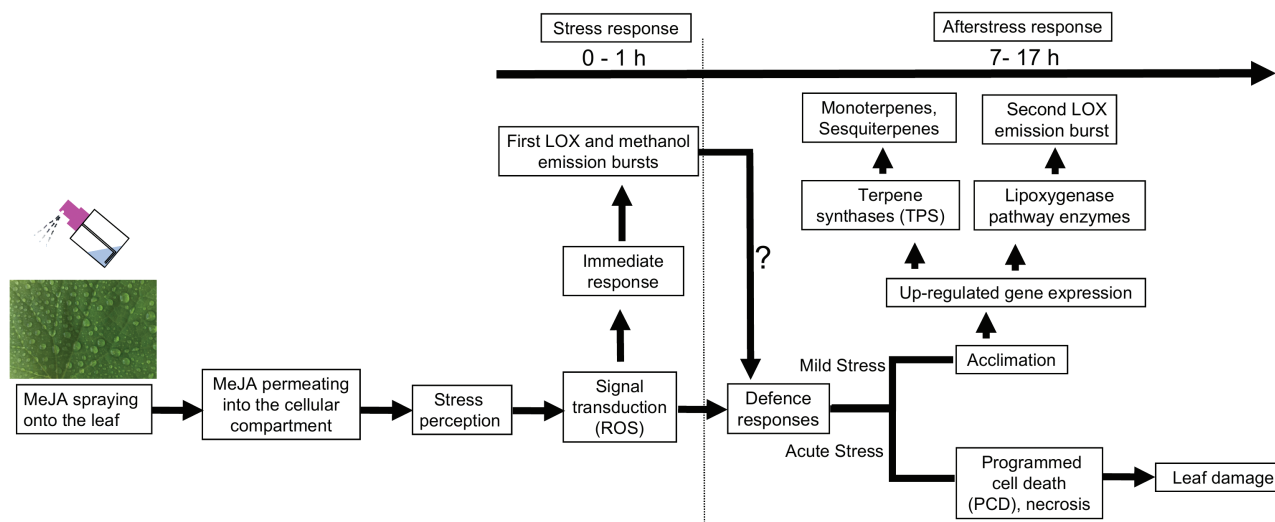 Stress response
0 - 1 h
Afterstress response
7- 17 h
First LOX and methanol
emission bursts
Monoterpenes,
Sesquiterpenes
Second LOX
emission burst
Terpene
synthases (TPS)
Lipoxygenase
pathway enzymes
Immediate
response
?
Up-regulated gene expression
Mild Stress
Acclimation
MeJA spraying
onto the leaf
MeJA permeating
into the cellular
compartment
Stress
perception
Signal
transduction
(ROS)
Defence
responses
Acute Stress
Programmed
cell death
(PCD), necrosis
Leaf damage